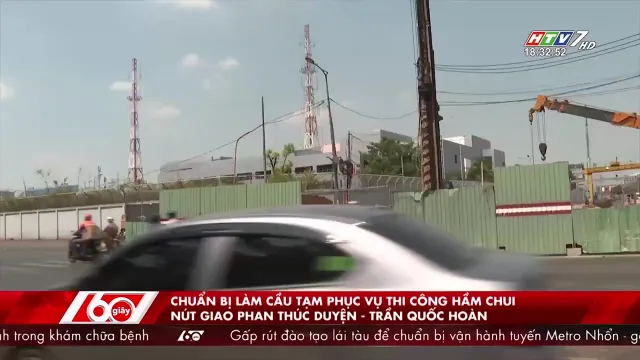 HTV7 HD
18:32:52
60 giây
CHUẨN BỊ LÀM CẦU TẠM PHỤC VỤ THI CÔNG HẦM CHUI
NÚT GIAO PHAN THÚC DUYỆN - TRẦN QUỐC HOÀN
ính trong khám chữa bệnh 60giây Gấp rút đào tạo lái tàu để chuẩn bị vận hành tuyến Metro Nhổn -